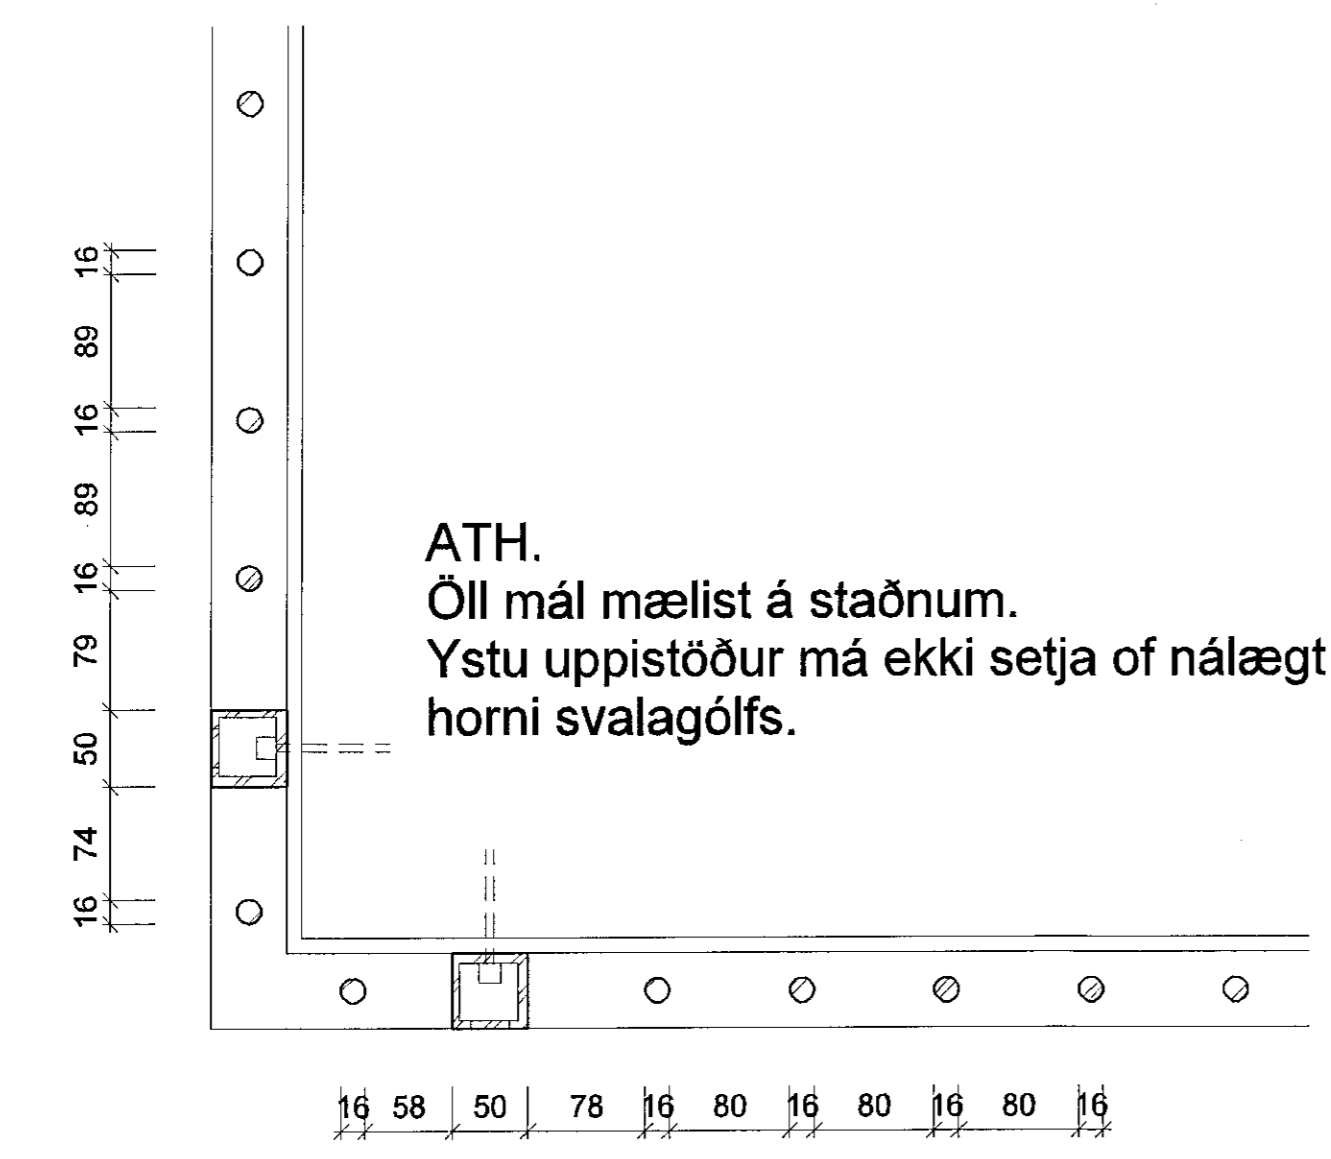 16
89
16
89
16
79
50
74
16
ATH.
Öll mál mælist á staðnum.
Ystu uppistöður má ekki setja of nálægt
horni svalagólfs.
16 58 50 78 16 80 16 80 16 80 16